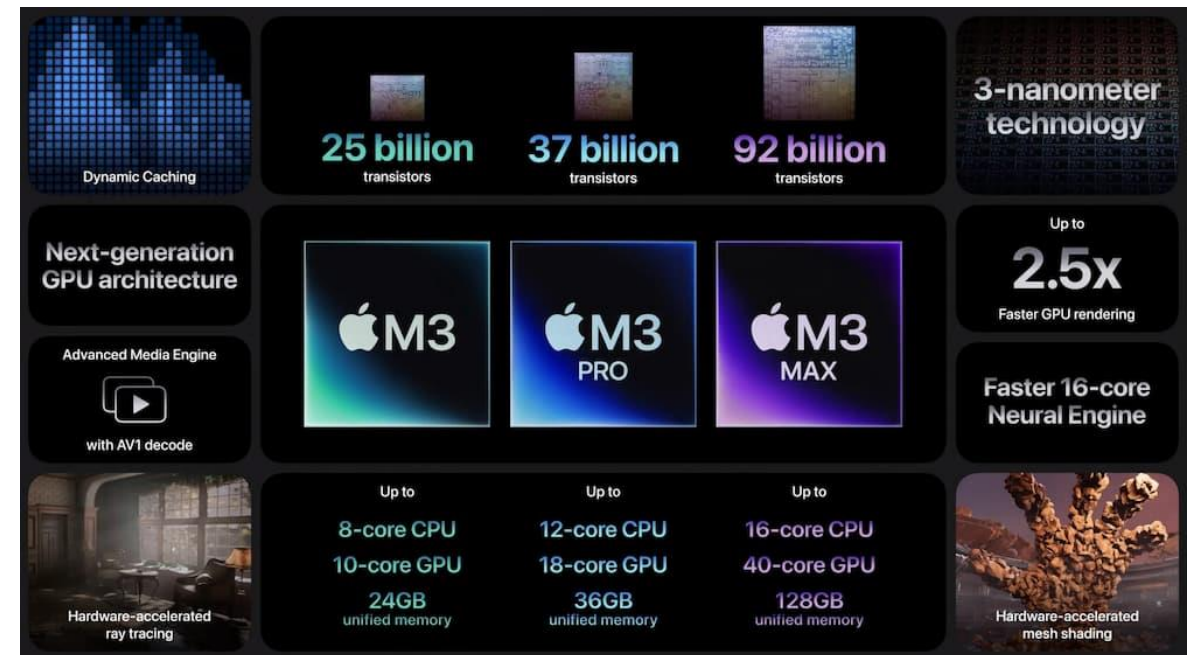 Dynamic Caching
25 billion
transistors
37 billion
transistors
92 billion
transistors
3-nanometer
technology
Next-generation
GPU architecture
Advanced Media Engine
with AV1 decode
M3
M3
PRO
M3
MAX
Up to
2.5x
Faster GPU rendering
Faster 16-core
Neural Engine
Hardware-accelerated
ray tracing
Up to
8-core CPU
10-core GPU
24GB
unified memory
Up to
12-core CPU
18-core GPU
36GB
unified memory
Up to
16-core CPU
40-core GPU
128GB
unified memory
Hardware-accelerated
mesh shading